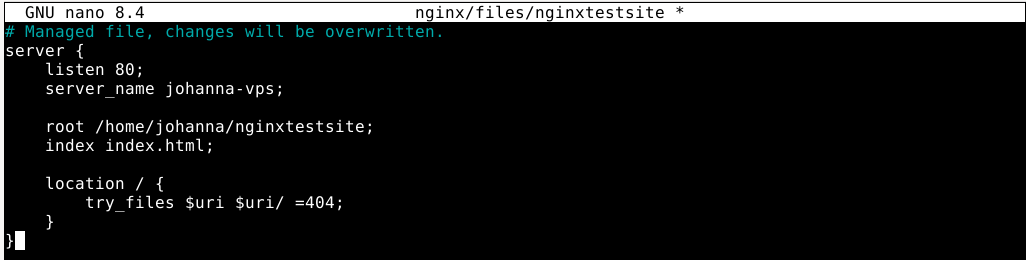 GNU nano 8.4 nginx/files/nginxtestsite *
# Managed file, changes will be overwritten.
server {
    listen 80;
    server_name johanna-vps;

    root /home/johanna/nginxtestsite;
    index index.html;

    location / {
        try_files $uri $uri/ =404;
    }
}